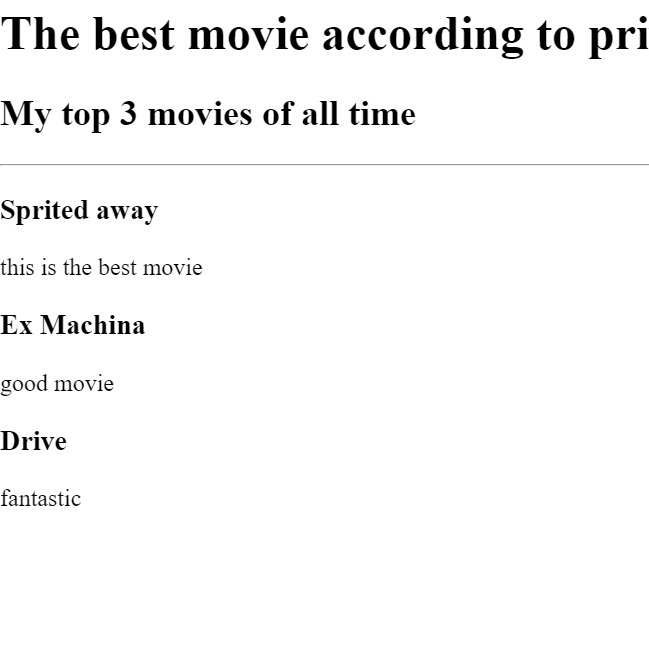 The best movie according to pri
My top 3 movies of all time
Sprited away
this is the best movie
Ex Machina
good movie
Drive
fantastic